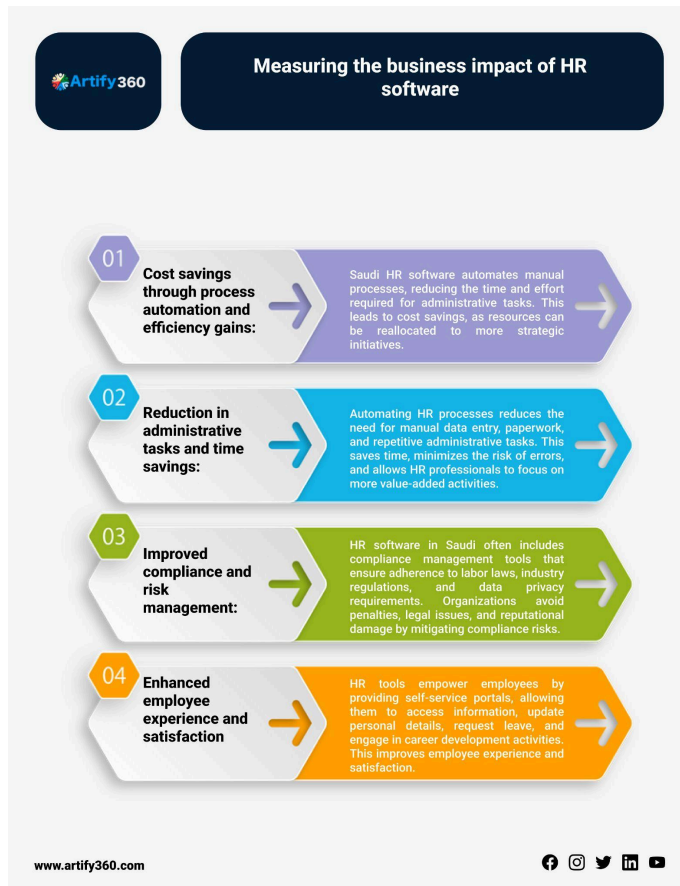 Artify 360
Measuring the business impact of HR
software
01
Cost savings
through process
automation and
efficiency gains:
Saudi HR software automates manual
processes, reducing the time and effort
required for administrative tasks. This
leads to cost savings, as resources can
be reallocated to more strategic
initiatives.
02
Reduction in
administrative
tasks and time
savings:
Automating HR processes reduces the
need for manual data entry, paperwork,
and repetitive administrative tasks. This
saves time, minimizes the risk of errors,
and allows HR professionals to focus on
more value-added activities.
03
Improved
compliance and
risk
management:
HR software in Saudi often includes
compliance management tools that
ensure adherence to labor laws, industry
regulations, and data privacy
requirements. Organizations avoid
penalties, legal issues, and reputational
damage by mitigating compliance risks.
04
Enhanced
employee
experience and
satisfaction
HR tools empower employees by
providing self-service portals, allowing
them to access information, update
personal details, request leave, and
engage in career development activities.
This improves employee experience and
satisfaction.
www.artify360.com